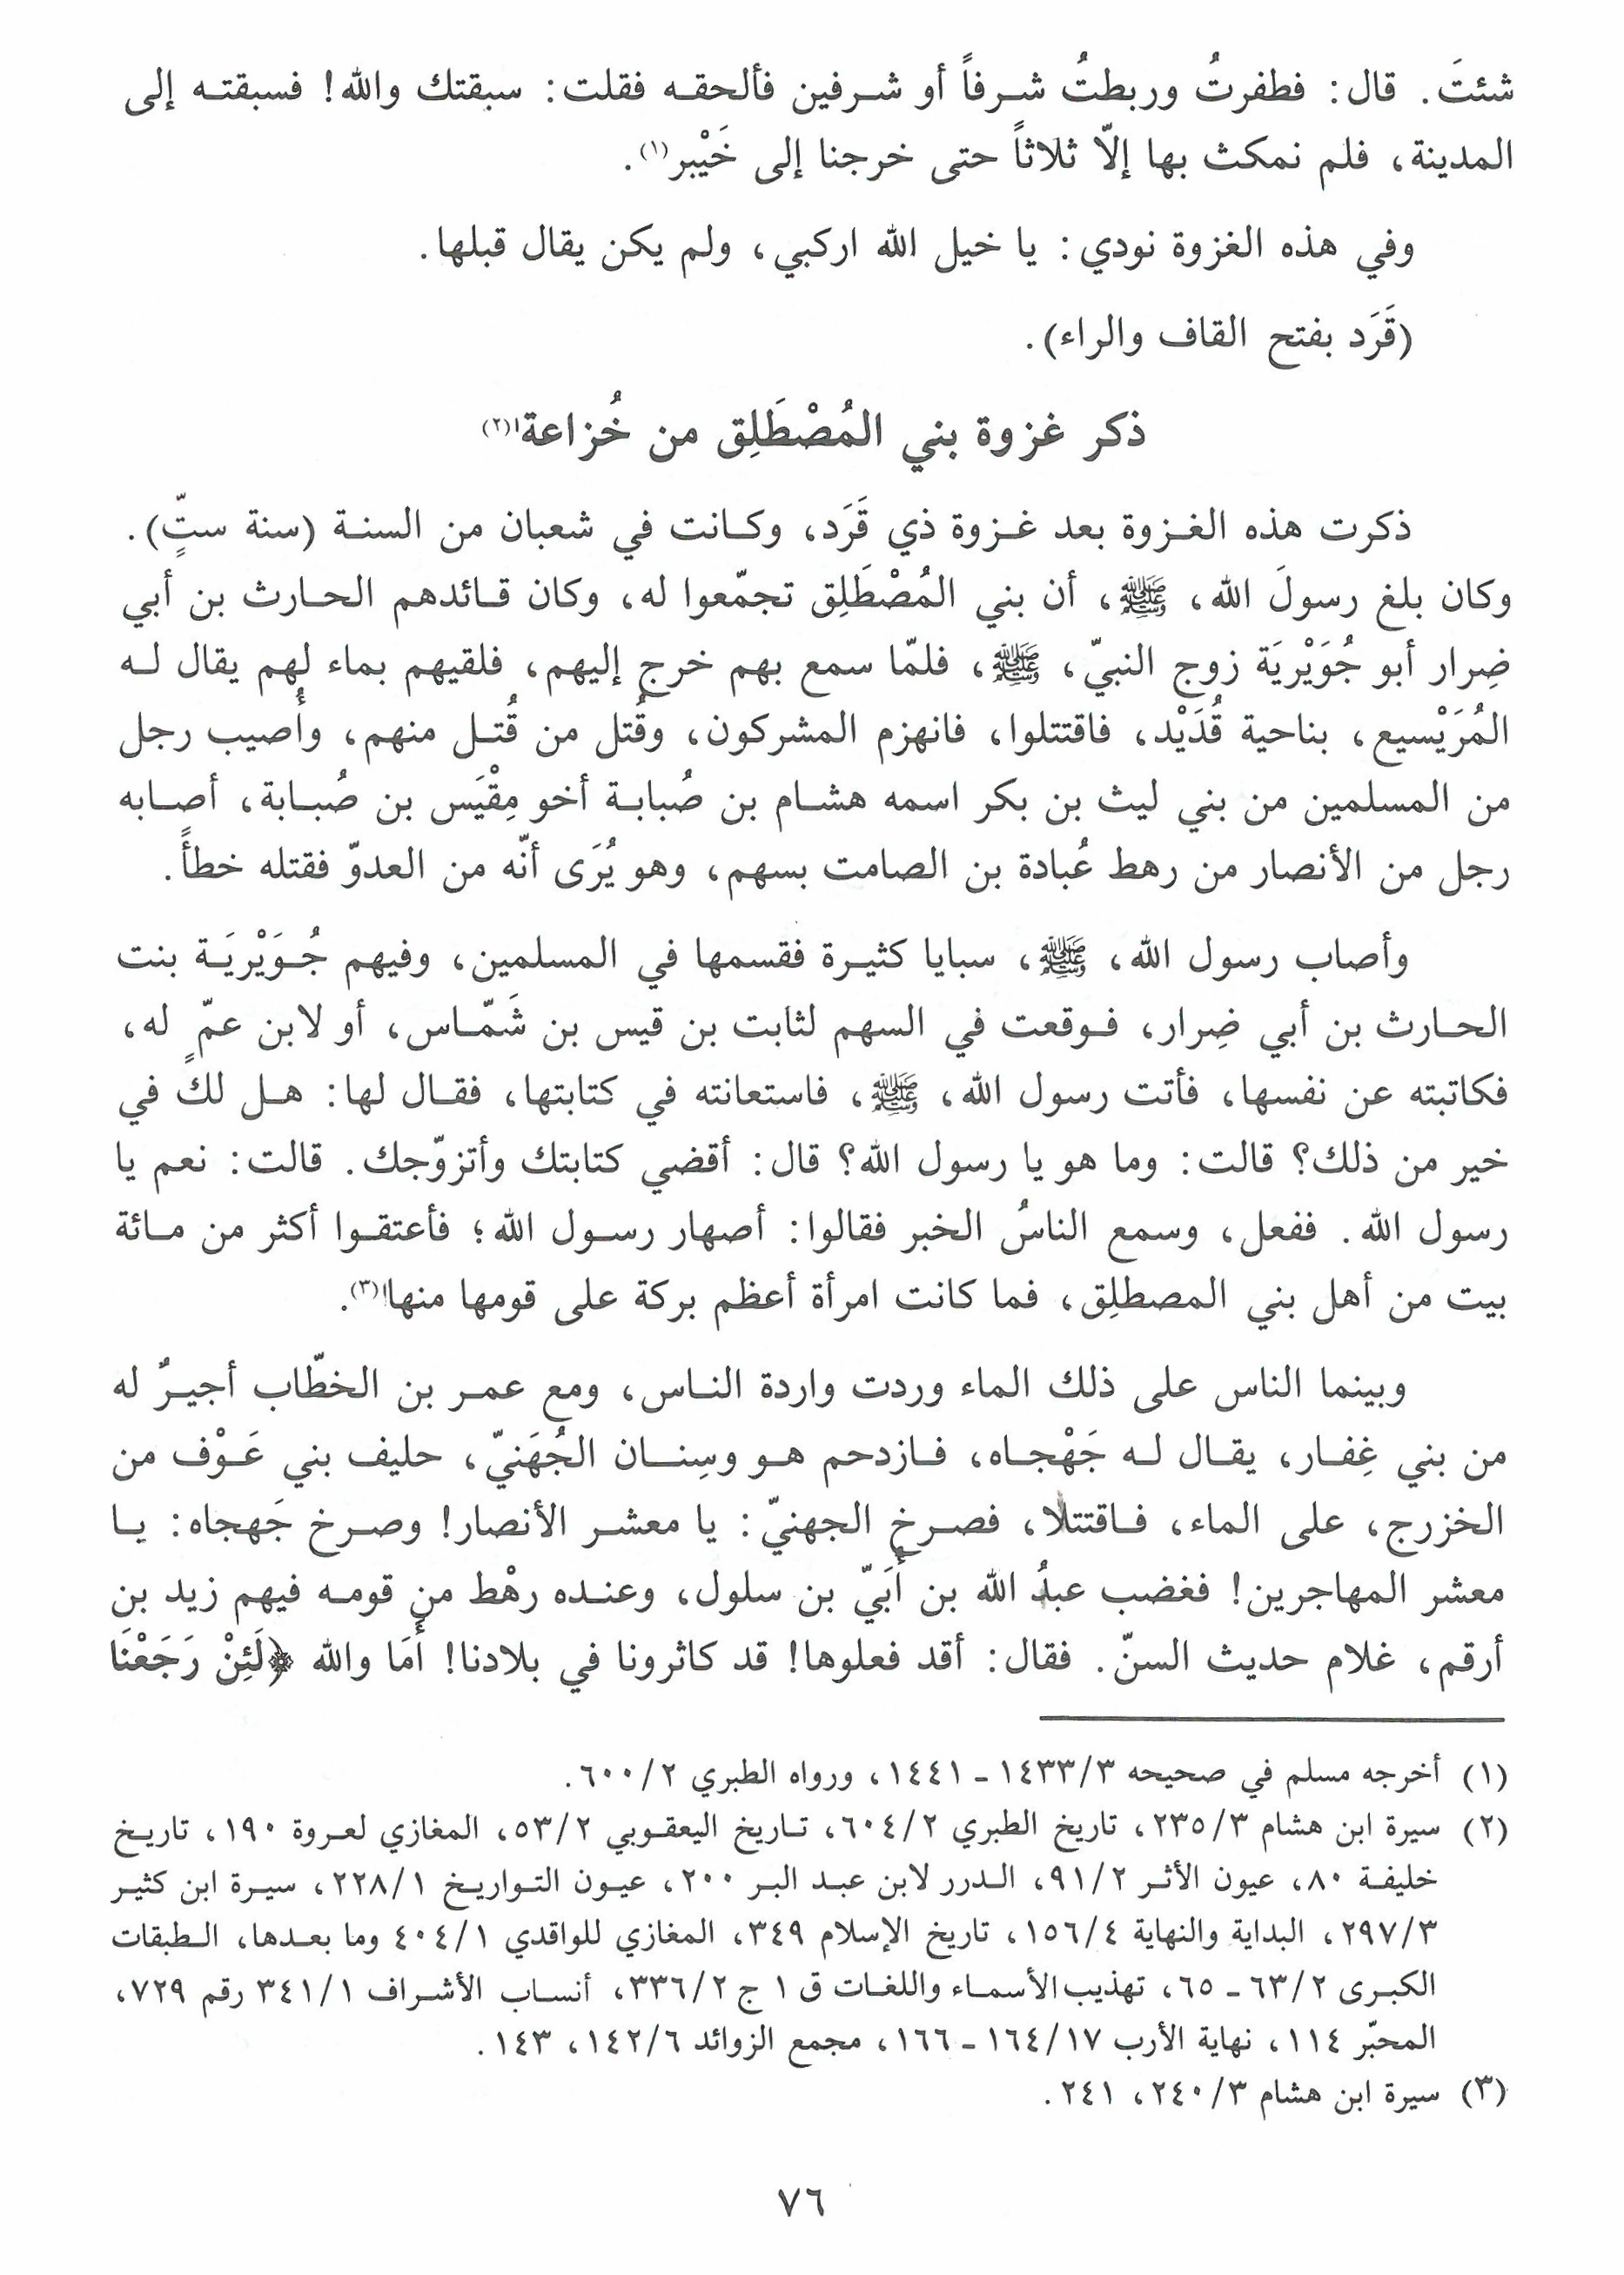 شئتَ. قال: فطفرتُ وربطتُ شرفاً أو شرفين فألحقه فقلت: سبقتك والله! فسبقته إلى
المدينة، فلم نمكث بها إلّا ثلاثاً حتى خرجنا إلى خَيْبر(١).
وفي هذه الغزوة نودي: يا خيل الله اركبي، ولم يكن يقال قبلها.
(قَرَد بفتح القاف والراء).
ذكر غزوة بني المُصْطَلِق من خُزاعة(٢)
ذكرت هذه الغزوة بعد غزوة ذي قَرَد، وكانت في شعبان من السنة (سنة ستٍّ).
وكان بلغ رسولَ الله، ﷺ، أن بني المُصْطَلِق تجمّعوا له، وكان قائدهم الحارث بن أبي
ضِرار أبو جُوَيْريَة زوج النبيّ، ﷺ، فلمّا سمع بهم خرج إليهم، فلقيهم بماء لهم يقال له
المُرَيْسيع، بناحية قُدَيْد، فاقتتلوا، فانهزم المشركون، وقُتل من قُتل منهم، وأُصيب رجل
من المسلمين من بني ليث بن بكر اسمه هشام بن صُبابة أخو مِقْيَس بن صُبابة، أصابه
رجل من الأنصار من رهط عُبادة بن الصامت بسهم، وهو يُرَى أنّه من العدوّ فقتله خطأً.
وأصاب رسول الله، ﷺ، سبايا كثيرة فقسمها في المسلمين، وفيهم جُوَيْريَة بنت
الحارث بن أبي ضِرار، فوقعت في السهم لثابت بن قيس بن شَمّاس، أو لابن عمٍّ له،
فكاتبته عن نفسها، فأتت رسول الله، ﷺ، فاستعانته في كتابتها، فقال لها: هل لك في
خير من ذلك؟ قالت: وما هو يا رسول الله؟ قال: أقضي كتابتك وأتزوّجك. قالت: نعم يا
رسول الله. ففعل، وسمع الناسُ الخبر فقالوا: أصهار رسول الله؛ فأعتقوا أكثر من مائة
بيت من أهل بني المصطلِق، فما كانت امرأة أعظم بركة على قومها منها(٣).
وبينما الناس على ذلك الماء وردت واردة الناس، ومع عمر بن الخطّاب أجيرٌ له
من بني غِفار، يقال له جَهْجاه، فازدحم هو وسِنان الجُهَنيّ، حليف بني عَوْف من
الخزرج، على الماء، فاقتتلا، فصرخ الجهنيّ: يا معشر الأنصار! وصرخ جَهجاه: يا
معشر المهاجرين! فغضب عبدُ الله بن أُبَيّ بن سلول، وعنده رهْط من قومه فيهم زيد بن
أرقم، غلام حديث السنّ. فقال: أقد فعلوها! قد كاثرونا في بلادنا! أَمَا والله ﴿لَئِنْ رَجَعْنَا
(١) أخرجه مسلم في صحيحه ١٤٣٣/٣ ـ ١٤٤١، ورواه الطبري ٦٠٠/٢.
(٢) سيرة ابن هشام ٢٣٥/٣، تاريخ الطبري ٦٠٤/٢، تاريخ اليعقوبي ٥٣/٢، المغازي لعروة ١٩٠، تاريخ
خليفة ٨٠، عيون الأثر ٩١/٢، الدرر لابن عبد البر ٢٠٠، عيون التواريخ ٢٢٨/١، سيرة ابن كثير
٢٩٧/٣، البداية والنهاية ١٥٦/٤، تاريخ الإسلام ٣٤٩، المغازي للواقدي ٤٠٤/١ وما بعدها، الطبقات
الكبرى ٦٣/٢ ـ ٦٥، تهذيب الأسماء واللغات ق ١ ج ٣٣٦/٢، أنساب الأشراف ٣٤١/١ رقم ٧٢٩،
المحبّر ١١٤، نهاية الأرب ١٦٤/١٧ ـ ١٦٦، مجمع الزوائد ١٤٢/٦، ١٤٣.
(٣) سيرة ابن هشام ٢٤٠/٣، ٢٤١.
٧٦